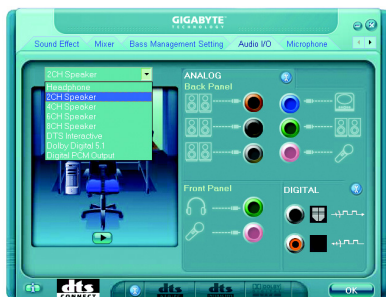 GIGABYTE
TECHNOLOGY
Sound Effect Mixer Bass Management Setting Audio I/O Microphone
2CH Speaker
Headphone
2CH Speaker
4CH Speaker
6CH Speaker
8CH Speaker
DTS Interactive
Dolby Digital 5.1
Digital PCM Output
ANALOG
Back Panel
Front Panel
DIGITAL
dts
CONNECT
dts
dts
OK